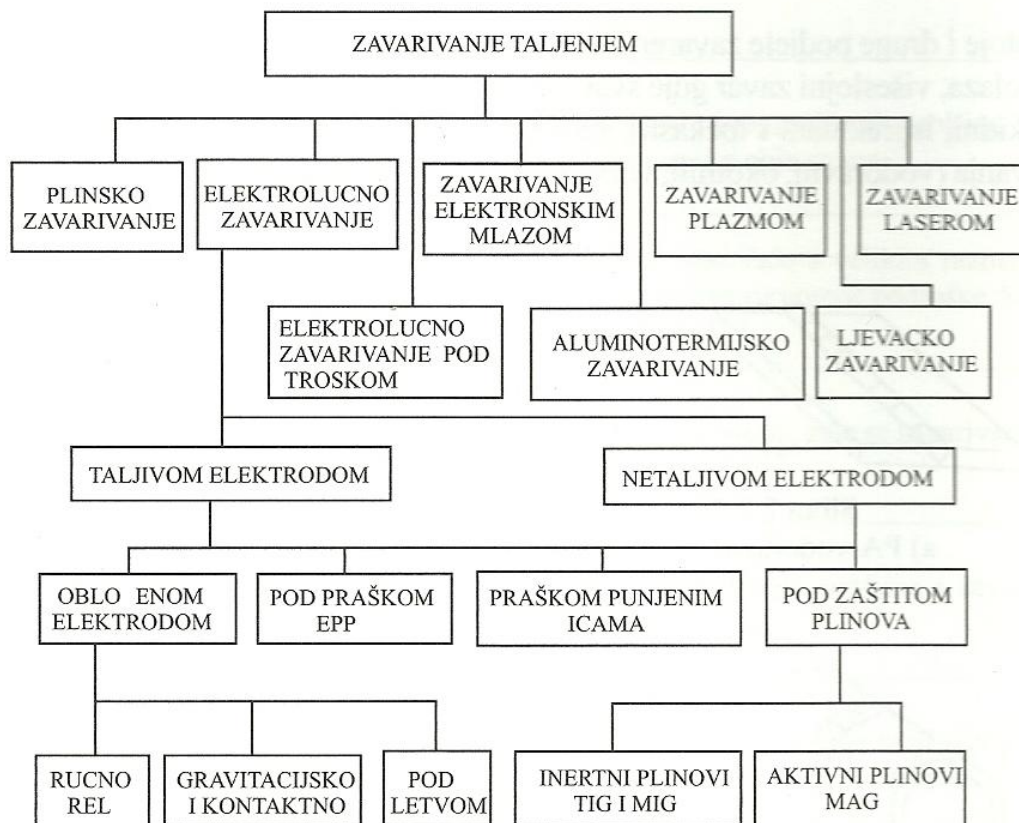 ZAVARIVANJE TALJENJEM
PLINSKO
ZAVARIVANJE
ELEKTROLUCNO
ZAVARIVANJE
ZAVARIVANJE
ELEKTRONSKIM
MLAZOM
ZAVARIVANJE
PLAZMOM
ZAVARIVANJE
LASEROM
ELEKTROLUCNO
ZAVARIVANJE POD
TROSKOM
ALUMINOTERMIJSKO
ZAVARIVANJE
LJEVACKO
ZAVARIVANJE
TALJIVOM ELEKTRODOM
NETALJIVOM ELEKTRODOM
OBLO ENOM
ELEKTRODOM
POD PRAŠKOM
EPP
PRAŠKOM PUNJENIM
ICAMA
POD ZAŠTITOM
PLINOVA
RUCNO
REL
GRAVITACIJSKO
I KONTAKTNO
POD
LETVOM
INERTNI PLINOVI
TIG I MIG
AKTIVNI PLINOVI
MAG